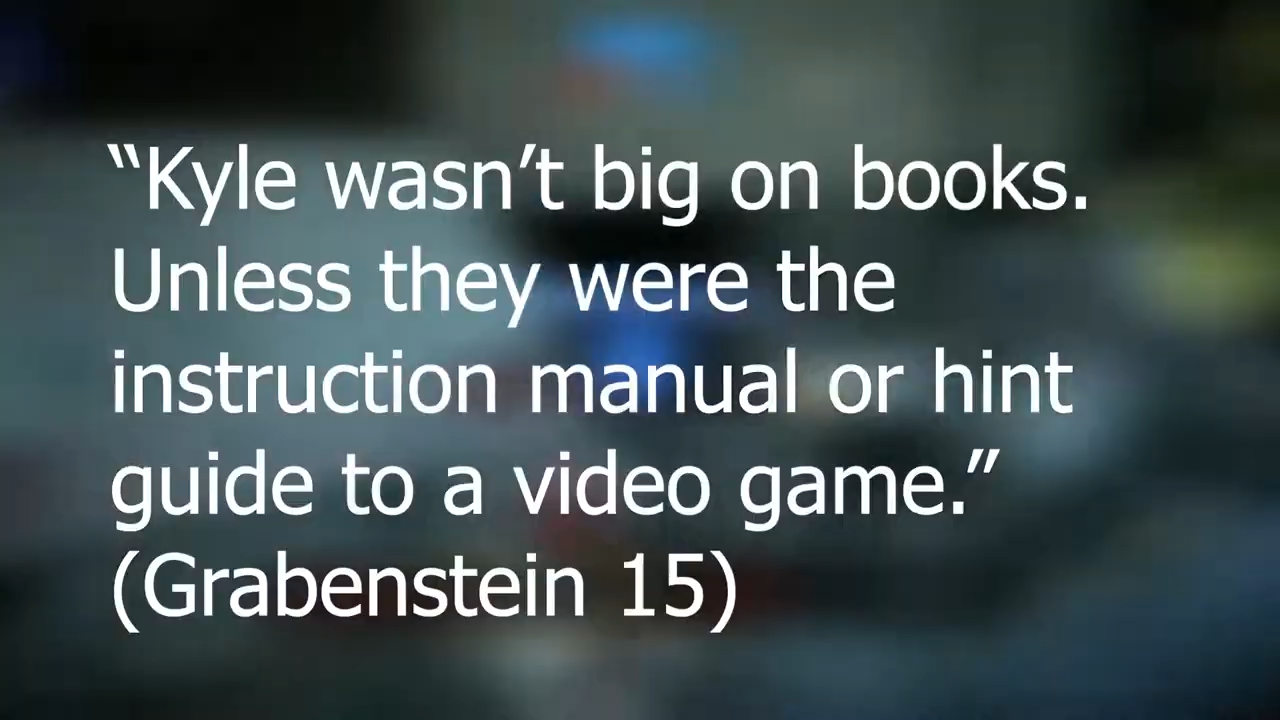 “Kyle wasn’t big on books.
Unless they were the
instruction manual or hint
guide to a video game.”
(Grabenstein 15)